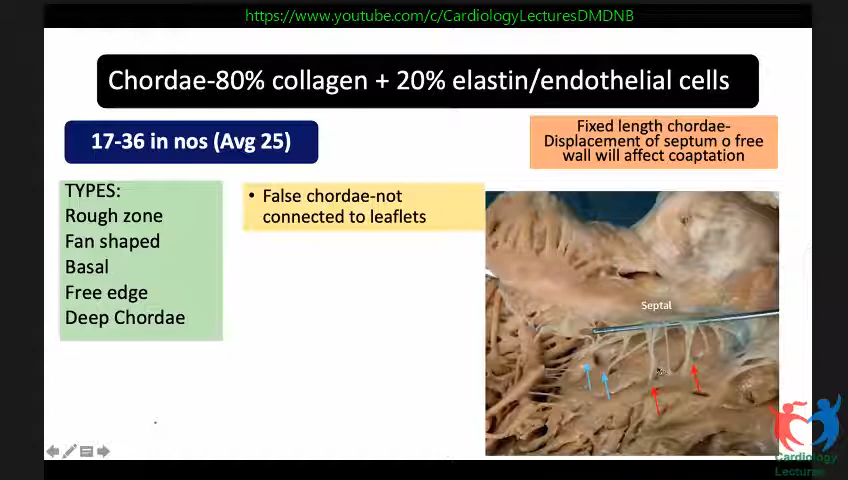 https://www.youtube.com/c/CardiologyLecturesDMDNB
Chordae-80% collagen + 20% elastin/endothelial cells
17-36 in nos (Avg 25)
Fixed length chordae-
Displacement of septum o free
wall will affect coaptation
TYPES:
Rough zone
Fan shaped
Basal
Free edge
Deep Chordae
• False chordae-not
connected to leaflets
Septal
Cardiology
Lectures